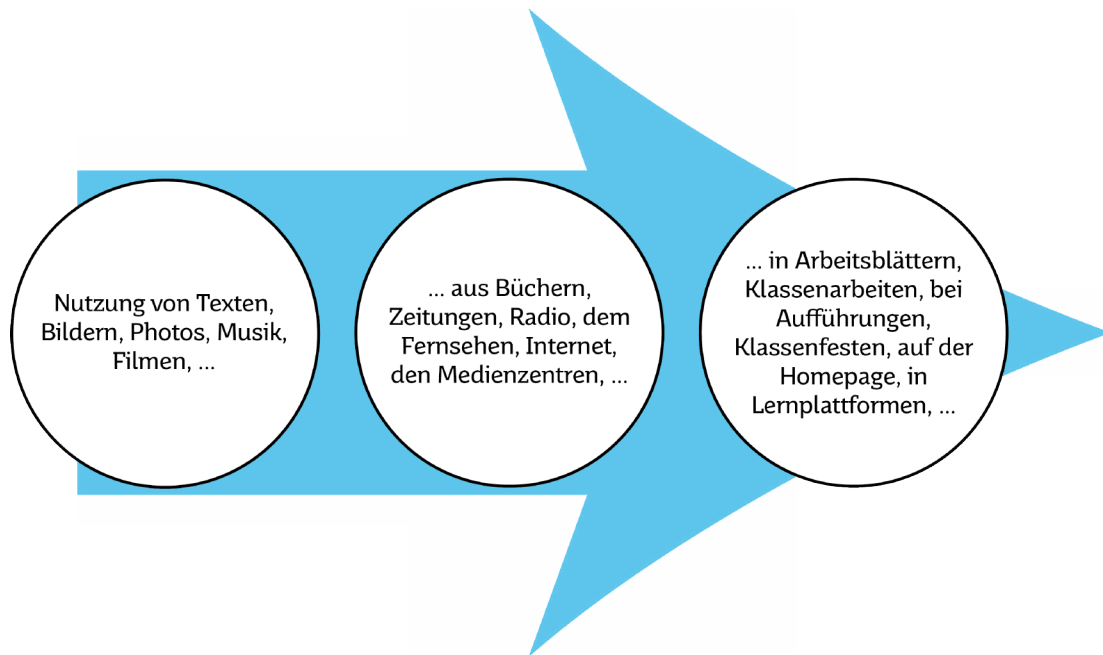 Nutzung von Texten,
Bildern, Photos, Musik,
Filmen, ...
... aus Büchern,
Zeitungen, Radio, dem
Fernsehen, Internet,
den Medienzentren, ...
... in Arbeitsblättern,
Klassenarbeiten, bei
Aufführungen,
Klassenfesten, auf der
Homepage, in
Lernplattformen, ...